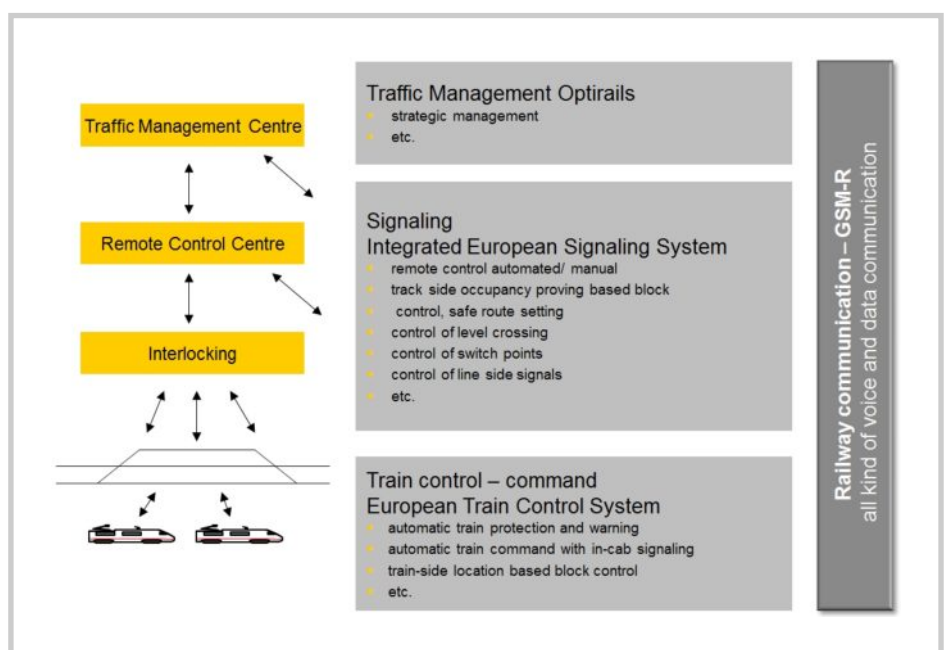 Traffic Management Centre
Remote Control Centre
Interlocking
Traffic Management Optirails
strategic management
etc.
Signaling
Integrated European Signaling System
remote control automated/ manual
track side occupancy proving based block
control, safe route setting
control of level crossing
control of switch points
control of line side signals
etc.
Train control – command
European Train Control System
automatic train protection and warning
automatic train command with in-cab signaling
train-side location based block control
etc.
Railway communication – GSM-R
all kind of voice and data communication